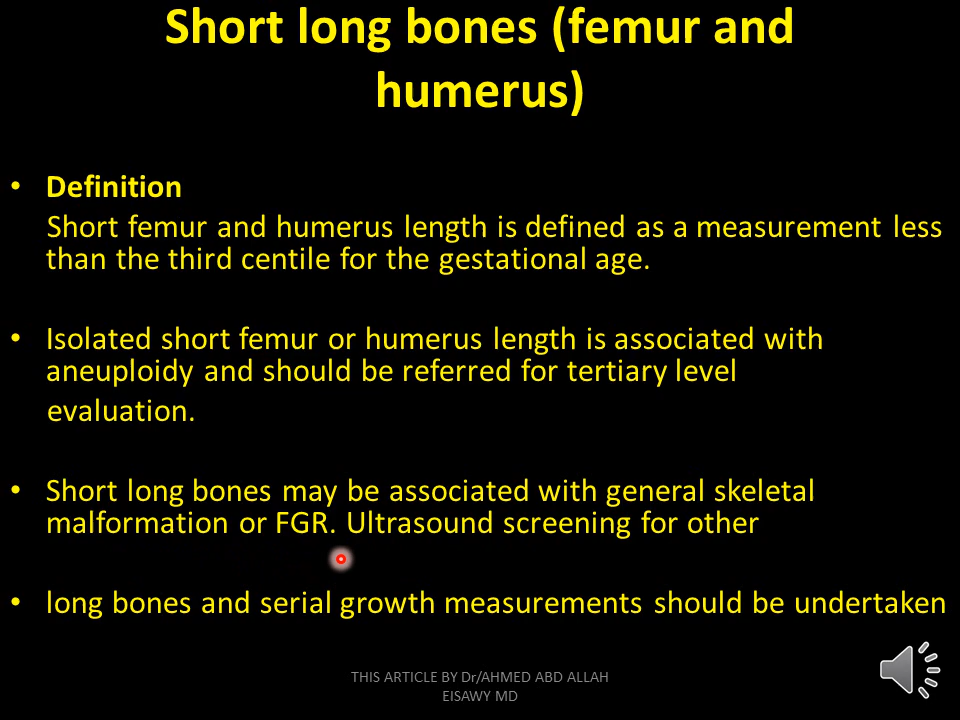 Short long bones (femur and
humerus)
• Definition
Short femur and humerus length is defined as a measurement less
than the third centile for the gestational age.
• Isolated short femur or humerus length is associated with
aneuploidy and should be referred for tertiary level
evaluation.
• Short long bones may be associated with general skeletal
malformation or FGR. Ultrasound screening for other
• long bones and serial growth measurements should be undertaken
THIS ARTICLE BY Dr/AHMED ABD ALLAH
EISAWY MD